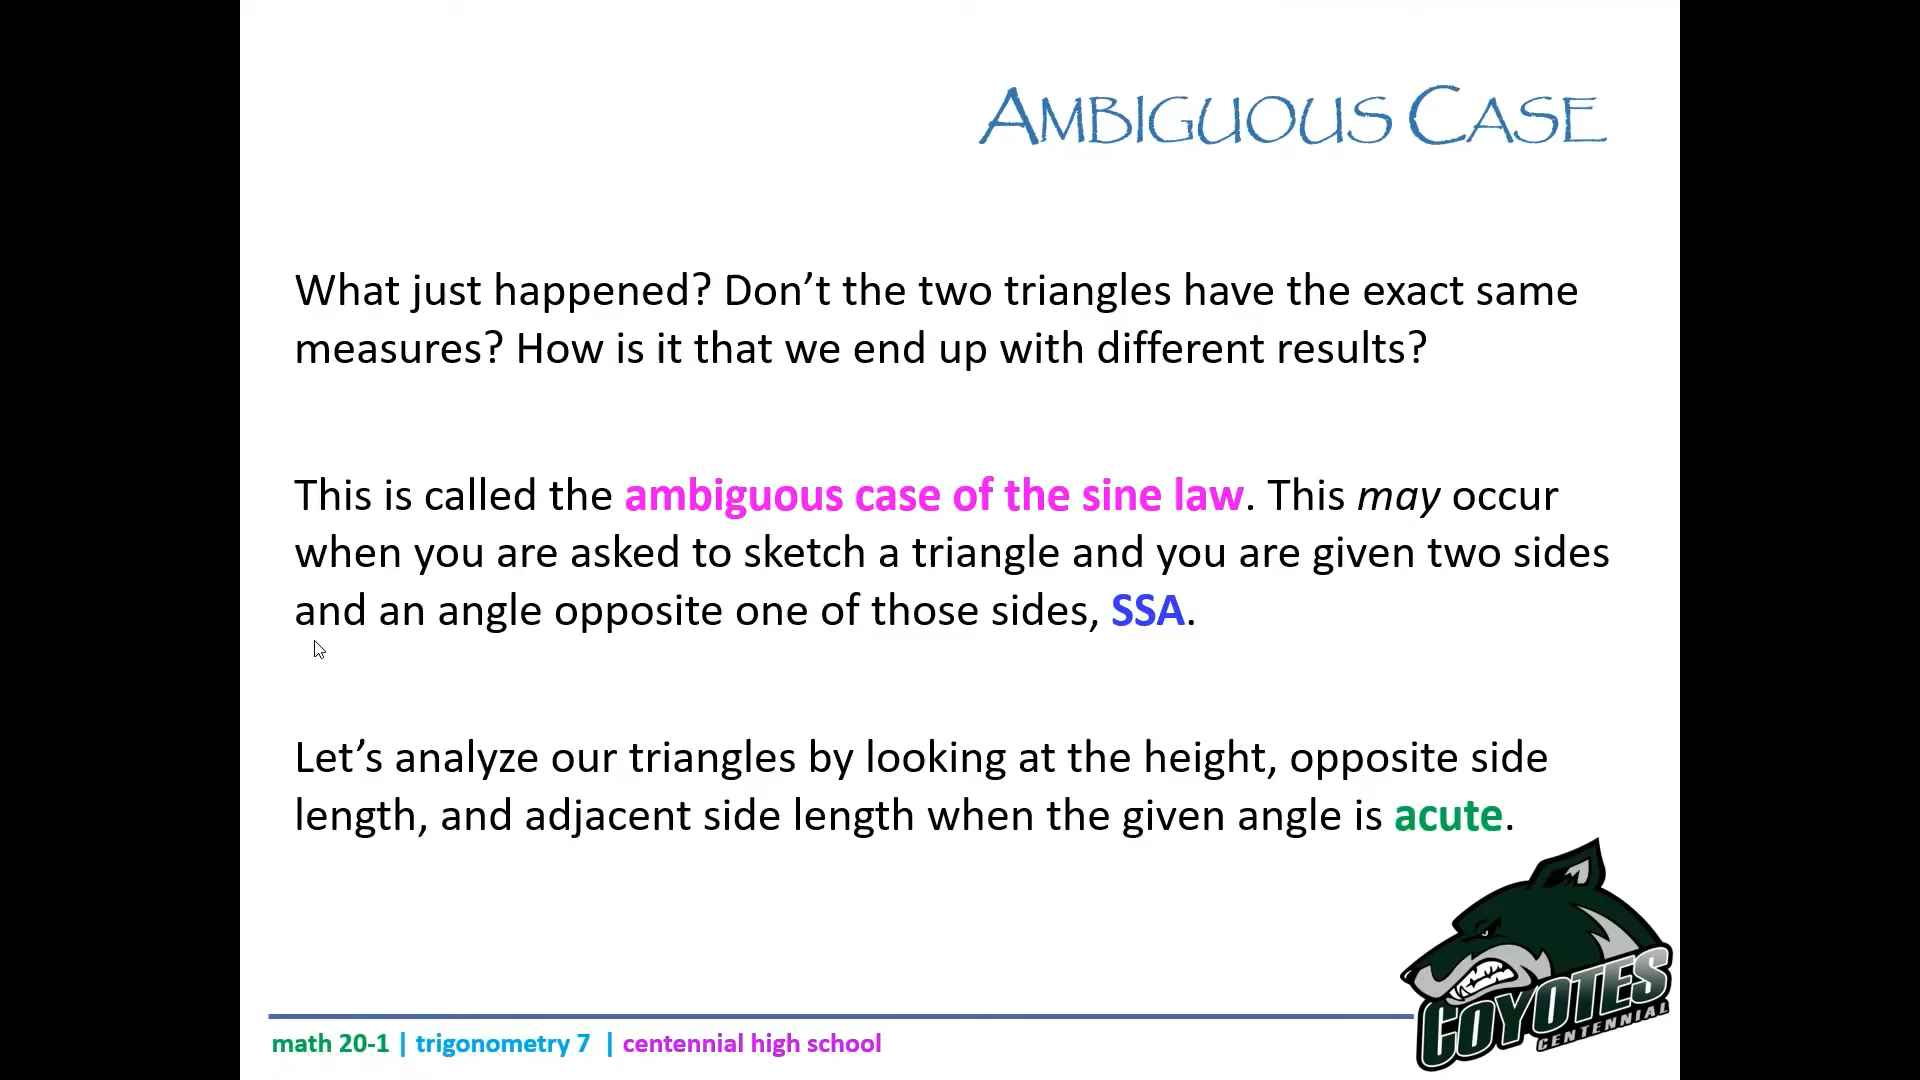 AMBIGUOUS CASE
What just happened? Don’t the two triangles have the exact same
measures? How is it that we end up with different results?
This is called the ambiguous case of the sine law. This may occur
when you are asked to sketch a triangle and you are given two sides
and an angle opposite one of those sides, SSA.
Let’s analyze our triangles by looking at the height, opposite side
length, and adjacent side length when the given angle is acute.
COYOTES
CENTENNIAL
math 20-1 | trigonometry 7 | centennial high school